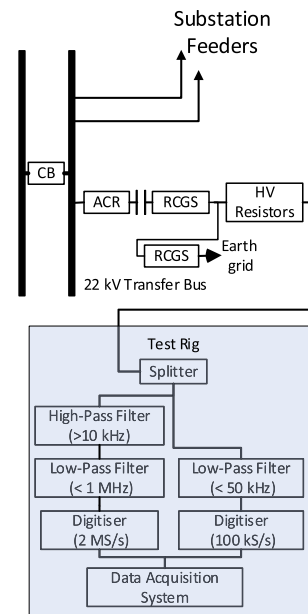 Substation
Feeders
CB
ACR
RCGS
HV
Resistors
RCGS
Earth
grid
22 kV Transfer Bus
Test Rig
Splitter
High-Pass Filter
(>10 kHz)
Low-Pass Filter
(< 1 MHz)
Low-Pass Filter
(< 50 kHz)
Digitiser
(2 MS/s)
Digitiser
(100 kS/s)
Data Acquisition
System